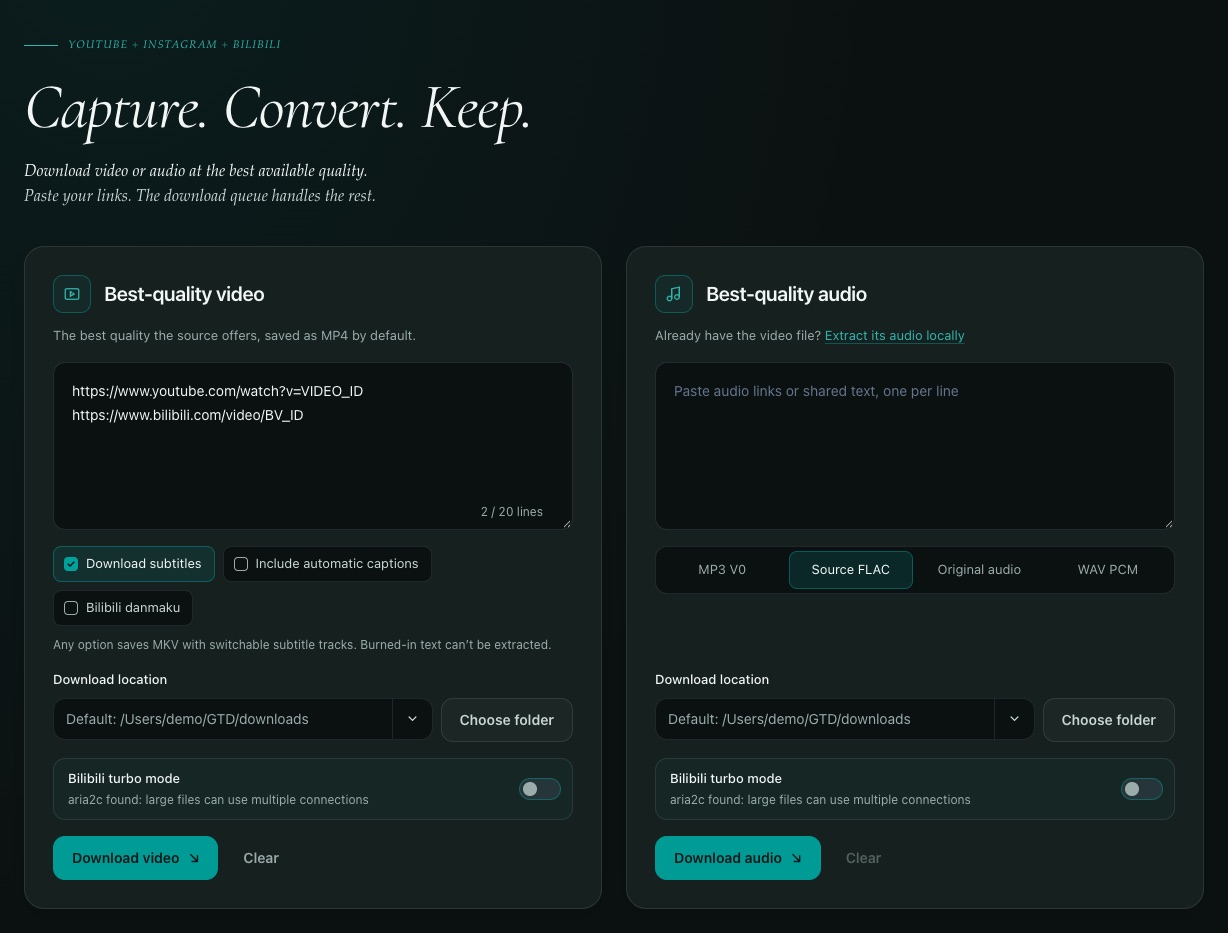 YOUTUBE + INSTAGRAM + BILIBILI
Capture. Convert. Keep.
Download video or audio at the best available quality.
Paste your links. The download queue handles the rest.
Best-quality video
The best quality the source offers, saved as MP4 by default.
https://www.youtube.com/watch?v=VIDEO_ID
https://www.bilibili.com/video/BV_ID
2 / 20 lines
Download subtitles
Include automatic captions
Bilibili danmaku
Any option saves MKV with switchable subtitle tracks. Burned-in text can't be extracted.
Download location
Default: /Users/demo/GTD/downloads
Choose folder
Bilibili turbo mode
aria2c found: large files can use multiple connections
Download video ↘
Clear
Best-quality audio
Already have the video file? Extract its audio locally
Paste audio links or shared text, one per line
MP3 V0
Source FLAC
Original audio
WAV PCM
Download location
Default: /Users/demo/GTD/downloads
Choose folder
Bilibili turbo mode
aria2c found: large files can use multiple connections
Download audio ↘
Clear